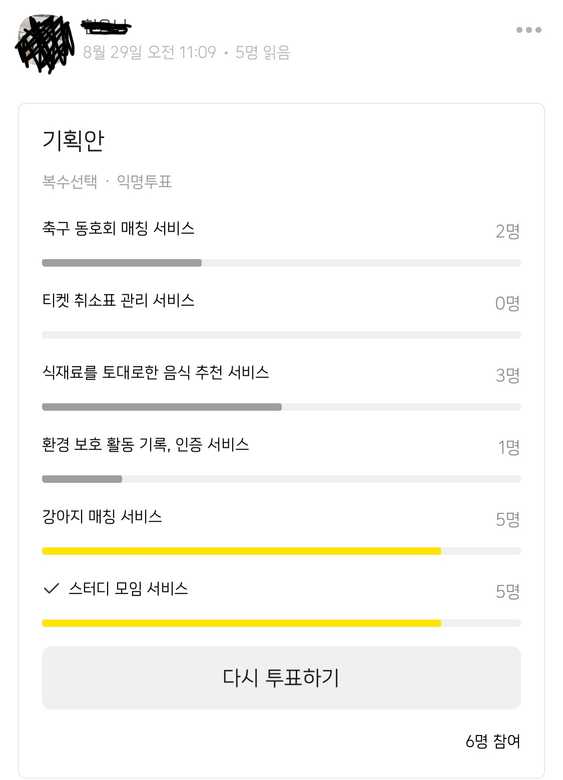 8월 29일 오전 11:09 · 5명 읽음
기획안
복수선택 · 익명투표
축구 동호회 매칭 서비스 2명
티켓 취소표 관리 서비스 0명
식재료를 토대로한 음식 추천 서비스 3명
환경 보호 활동 기록, 인증 서비스 1명
강아지 매칭 서비스 5명
스터디 모임 서비스 5명
다시 투표하기
6명 참여